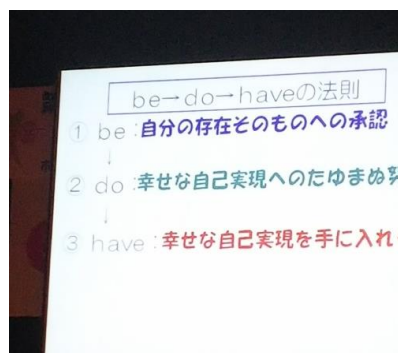 be→do→haveの法則
① be:自分の存在そのものへの承認
↓
② do:幸せな自己実現へのたゆまぬ
↓
③ have:幸せな自己実現を手に入れ